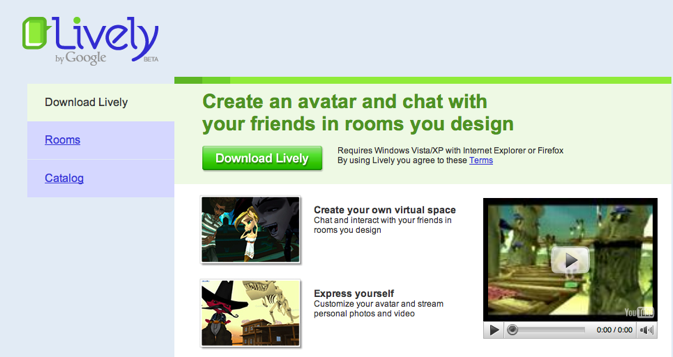 Lively
by Google
BETA
Download Lively
Rooms
Catalog
Create an avatar and chat with
your friends in rooms you design
Download Lively
Requires Windows Vista/XP with Internet Explorer or Firefox
By using Lively you agree to these Terms
Create your own virtual space
Chat and interact with your friends in
rooms you design
Express yourself
Customize your avatar and stream
personal photos and video
YouTube
0:00 / 0:00